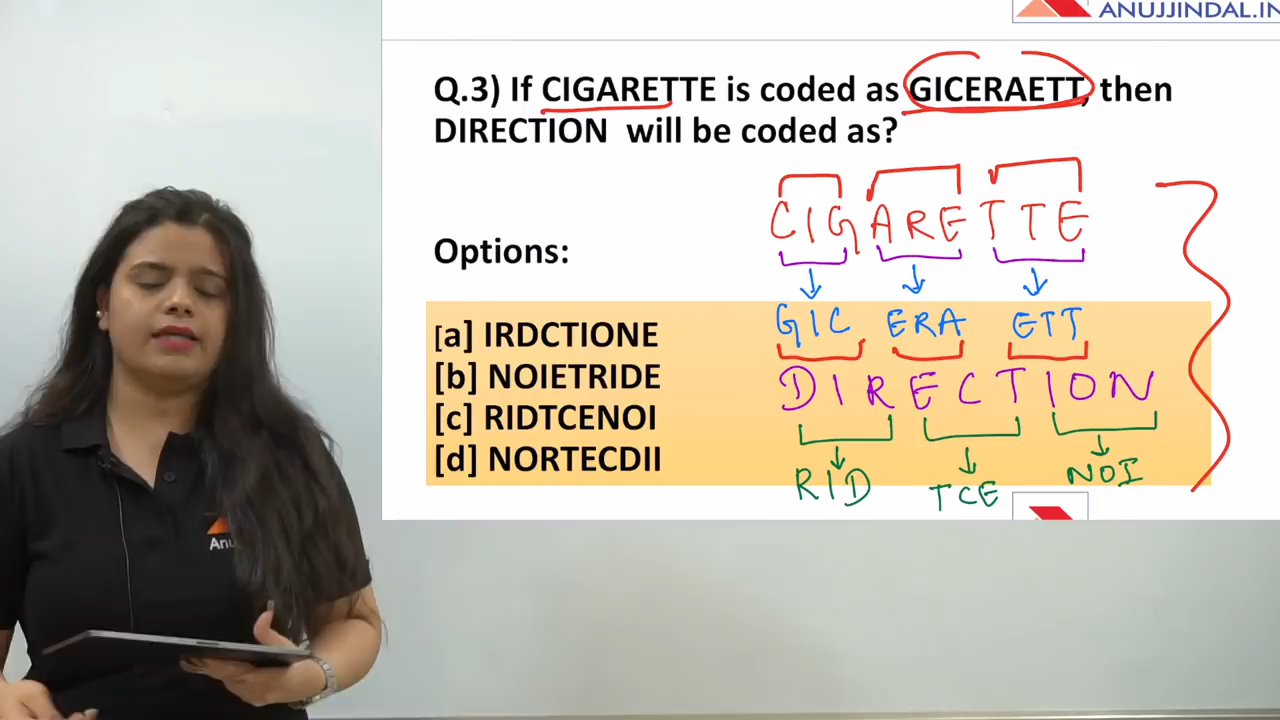 ANUJJINDAL.IN
Q.3) If CIGARETTE is coded as GICERAETT, then
DIRECTION will be coded as?
CIGARETTE
Options:
GIC ERA ETT
[a] IRDCTIONE
[b] NOIETRIDE
[c] RIDTCENOI
[d] NORTECDII
DIRECTION
RID TCE NOI
Anu